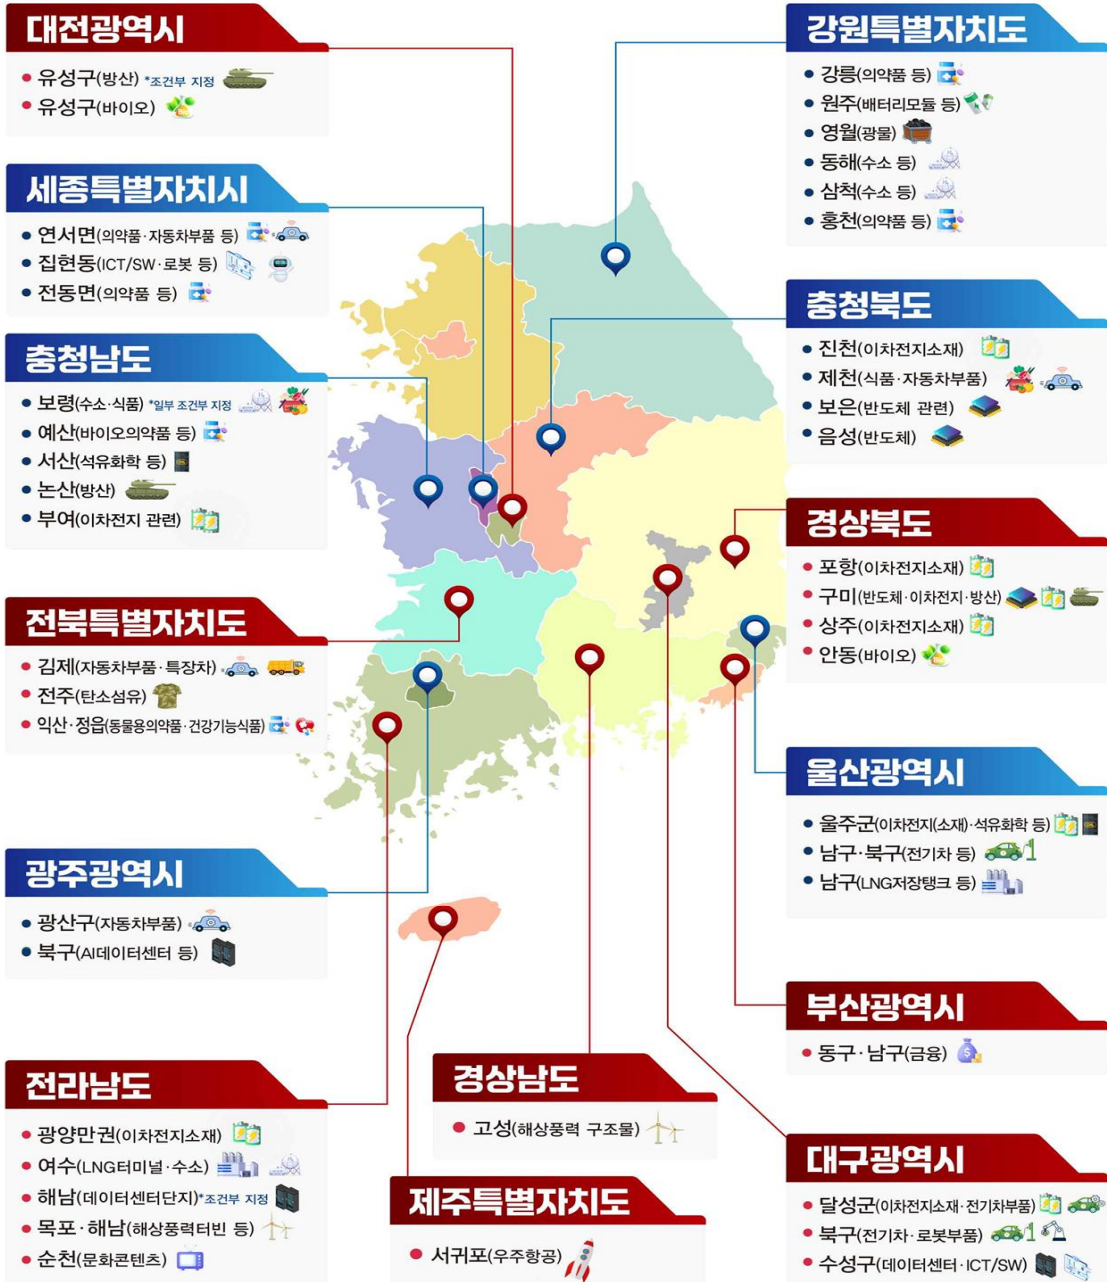 대전광역시
유성구(방산) *조건부 지정
유성구(바이오)
세종특별자치시
연서면(의약품·자동차부품 등)
집현동(ICT/SW·로봇 등)
전동면(의약품 등)
충청남도
보령(수소·식품) *일부 조건부 지정
예산(바이오의약품 등)
서산(석유화학 등)
논산(방산)
부여(이차전지 관련)
전북특별자치도
김제(자동차부품·특장차)
전주(탄소섬유)
익산·정읍(동물용의약품·건강기능식품)
광주광역시
광산구(자동차부품)
북구(AI데이터센터 등)
전라남도
광양만권(이차전지소재)
여수(LNG터미널·수소)
해남(데이터센터단지)*조건부 지정
목포·해남(해상풍력터빈 등)
순천(문화콘텐츠)
경상남도
고성(해상풍력 구조물)
제주특별자치도
서귀포(우주항공)
강원특별자치도
강릉(의약품 등)
원주(배터리모듈 등)
영월(광물)
동해(수소 등)
삼척(수소 등)
홍천(의약품 등)
충청북도
진천(이차전지소재)
제천(식품·자동차부품)
보은(반도체 관련)
음성(반도체)
경상북도
포항(이차전지소재)
구미(반도체·이차전지·방산)
상주(이차전지소재)
안동(바이오)
울산광역시
울주군(이차전지(소재)·석유화학 등)
남구·북구(전기차 등)
남구(LNG저장탱크 등)
부산광역시
동구·남구(금융)
대구광역시
달성군(이차전지소재·전기차부품)
북구(전기차·로봇부품)
수성구(데이터센터·ICT/SW)